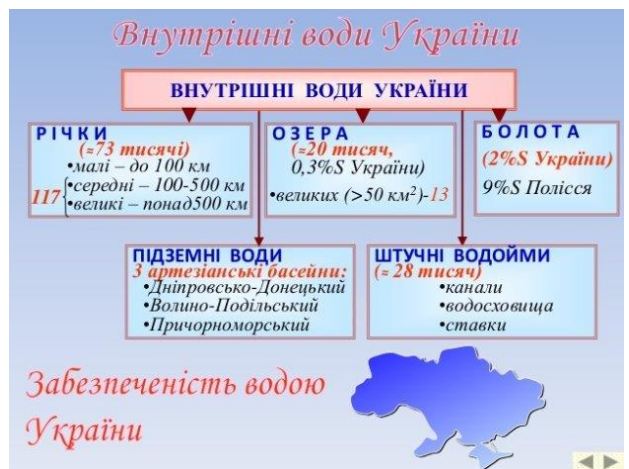 Внутрішні води України
ВНУТРІШНІ ВОДИ УКРАЇНИ
РІЧКИ
(≈73 тисячі)
•малі – до 100 км
117 •середні – 100-500 км
•великі – понад500 км
ОЗЕРА
(≈20 тисяч,
0,3%S України)
•великих (>50 км²)-13
БОЛОТА
(2%S України)
9%S Полісся
ПІДЗЕМНІ ВОДИ
3 артезіанські басейни:
•Дніпровсько-Донецький
•Волино-Подільський
•Причорноморський
ШТУЧНІ ВОДОЙМИ
(≈ 28 тисяч)
•канали
•водосховища
•ставки
Забезпеченість водою
України